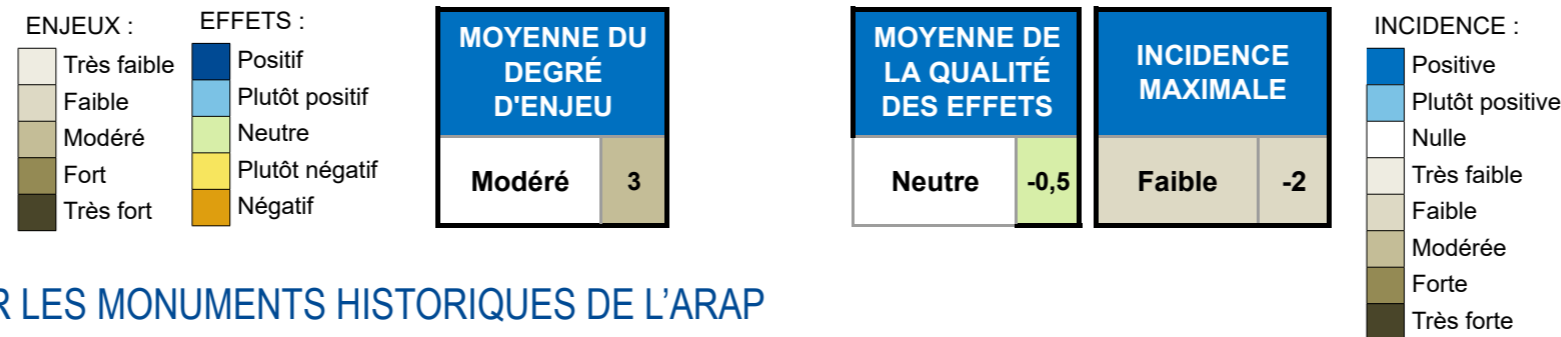 ENJEUX :
Très faible
Faible
Modéré
Fort
Très fort
EFFETS :
Positif
Plutôt positif
Neutre
Plutôt négatif
Négatif
MOYENNE DU
DEGRÉ
D'ENJEU
Modéré 3
MOYENNE DE
LA QUALITÉ
DES EFFETS
Neutre -0,5
INCIDENCE
MAXIMALE
Faible -2
INCIDENCE :
Positive
Plutôt positive
Nulle
Très faible
Faible
Modérée
Forte
Très forte
R LES MONUMENTS HISTORIQUES DE L’ARAP